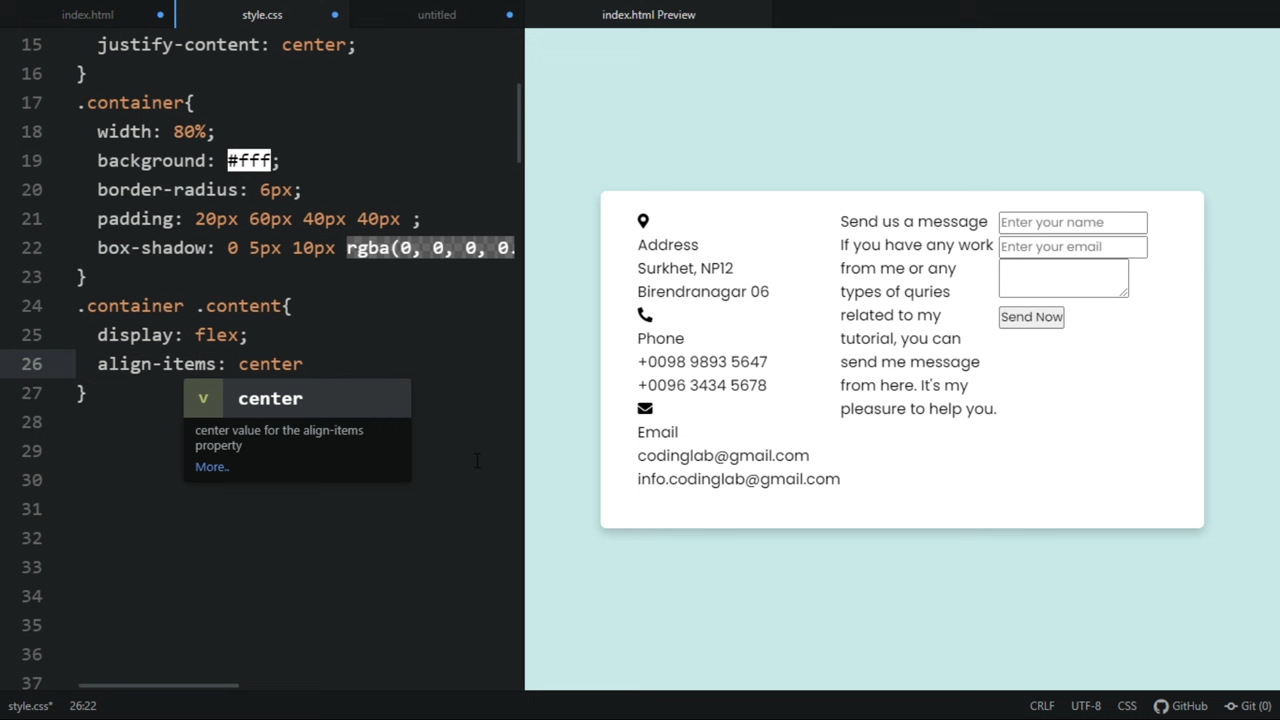 index.html
style.css
untitled
index.html Preview
15 justify-content: center;
16 }
17 .container{
18 width: 80%;
19 background: #fff;
20 border-radius: 6px;
21 padding: 20px 60px 40px 40px ;
22 box-shadow: 0 5px 10px rgba(0, 0, 0, 0.
23 }
24 .container .content{
25 display: flex;
26 align-items: center
27 }
v center
center value for the align-items
property
More..
28
29
30
31
32
33
34
35
36
37
Address
Surkhet, NP12
Birendranagar 06
Phone
+0098 9893 5647
+0096 3434 5678
Email
codinglab@gmail.com
info.codinglab@gmail.com
Send us a message
If you have any work
from me or any
types of quries
related to my
tutorial, you can
send me message
from here. It's my
pleasure to help you.
Enter your name
Enter your email
Send Now
style.css* 26:22 CRLF UTF-8 CSS GitHub Git (0)